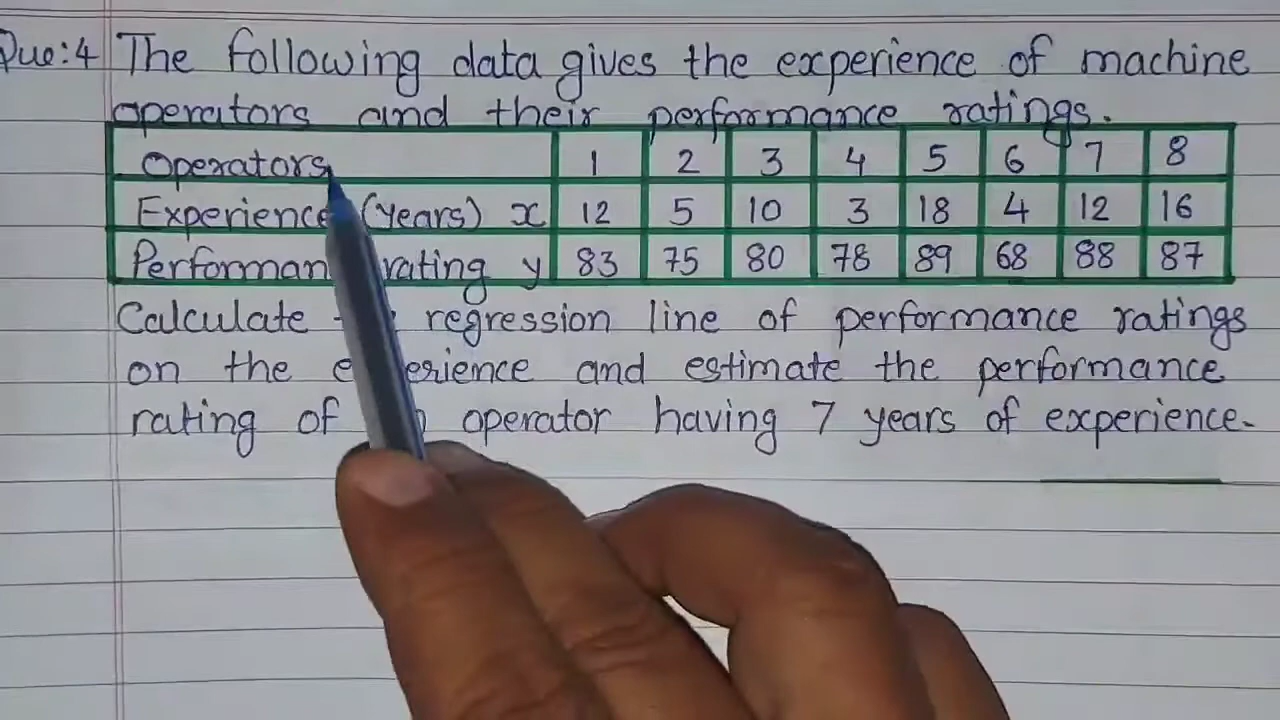 Que:4 The following data gives the experience of machine
operators and their performance ratings.
Operators 1 2 3 4 5 6 7 8
Experience (years) x 12 5 10 3 18 4 12 16
Performan rating y 83 75 80 78 89 68 88 87
Calculate regression line of performance ratings
on the erience and estimate the performance
rating of operator having 7 years of experience.